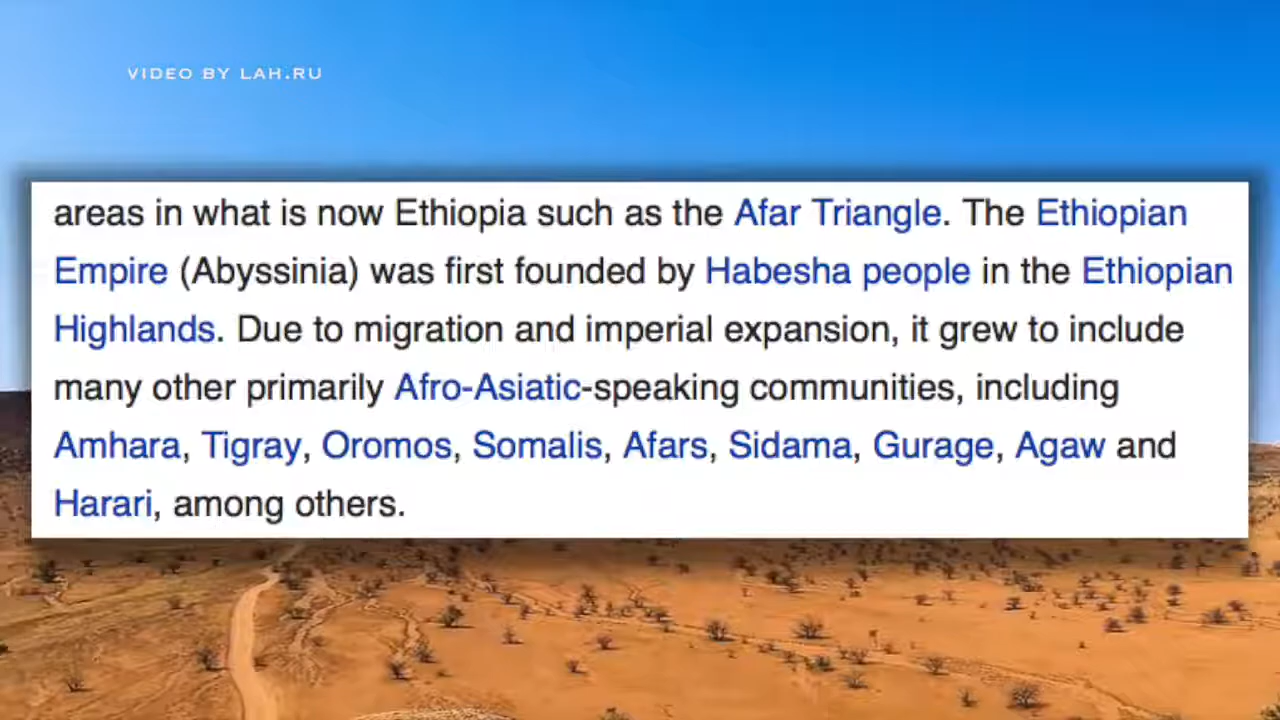 VIDEO BY LAH.RU
areas in what is now Ethiopia such as the Afar Triangle. The Ethiopian
Empire (Abyssinia) was first founded by Habesha people in the Ethiopian
Highlands. Due to migration and imperial expansion, it grew to include
many other primarily Afro-Asiatic-speaking communities, including
Amhara, Tigray, Oromos, Somalis, Afars, Sidama, Gurage, Agaw and
Harari, among others.